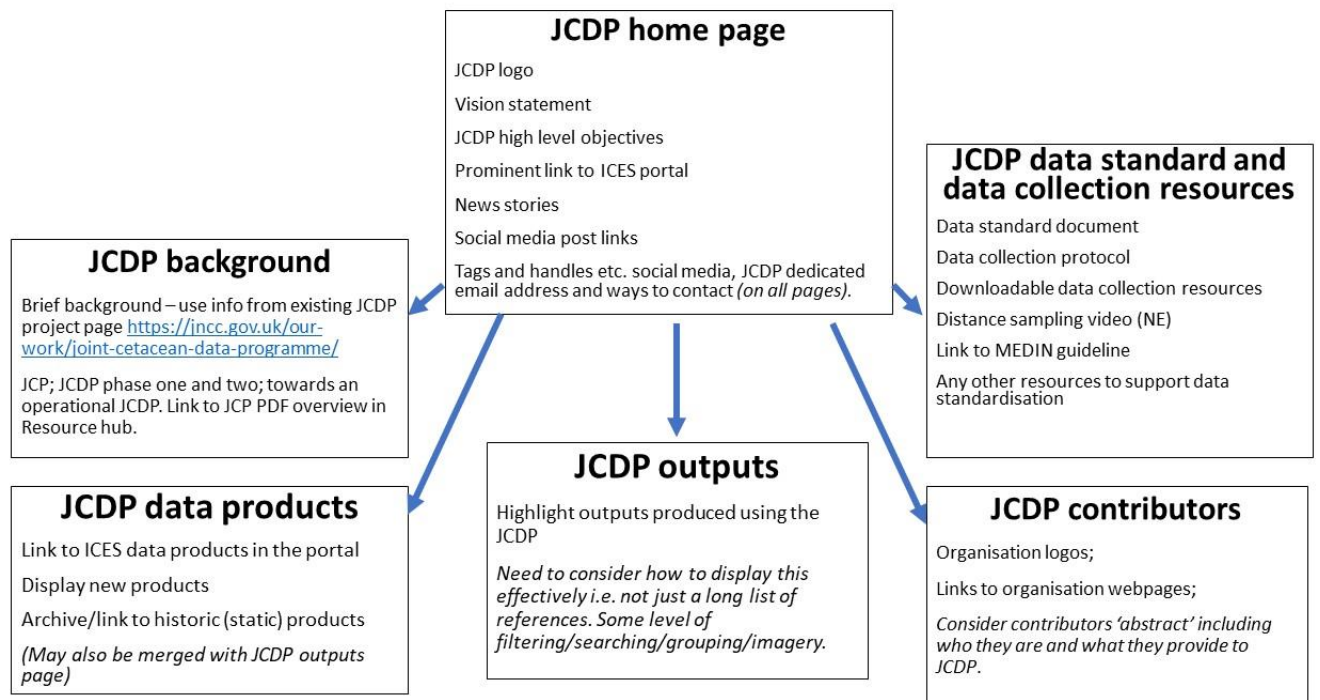 JCDP home page
JCDP logo
Vision statement
JCDP high level objectives
Prominent link to ICES portal
News stories
Social media post links
Tags and handles etc. social media, JCDP dedicated
email address and ways to contact (on all pages).
JCDP background
Brief background – use info from existing JCDP
project page https://jncc.gov.uk/our-
work/joint-cetacean-data-programme/
JCP; JCDP phase one and two; towards an
operational JCDP. Link to JCP PDF overview in
Resource hub.
JCDP data standard and
data collection resources
Data standard document
Data collection protocol
Downloadable data collection resources
Distance sampling video (NE)
Link to MEDIN guideline
Any other resources to support data
standardisation
JCDP data products
Link to ICES data products in the portal
Display new products
Archive/link to historic (static) products
(May also be merged with JCDP outputs
page)
JCDP outputs
Highlight outputs produced using the
JCDP
Need to consider how to display this
effectively i.e. not just a long list of
references. Some level of
filtering/searching/grouping/imagery.
JCDP contributors
Organisation logos;
Links to organisation webpages;
Consider contributors ‘abstract’ including
who they are and what they provide to
JCDP.